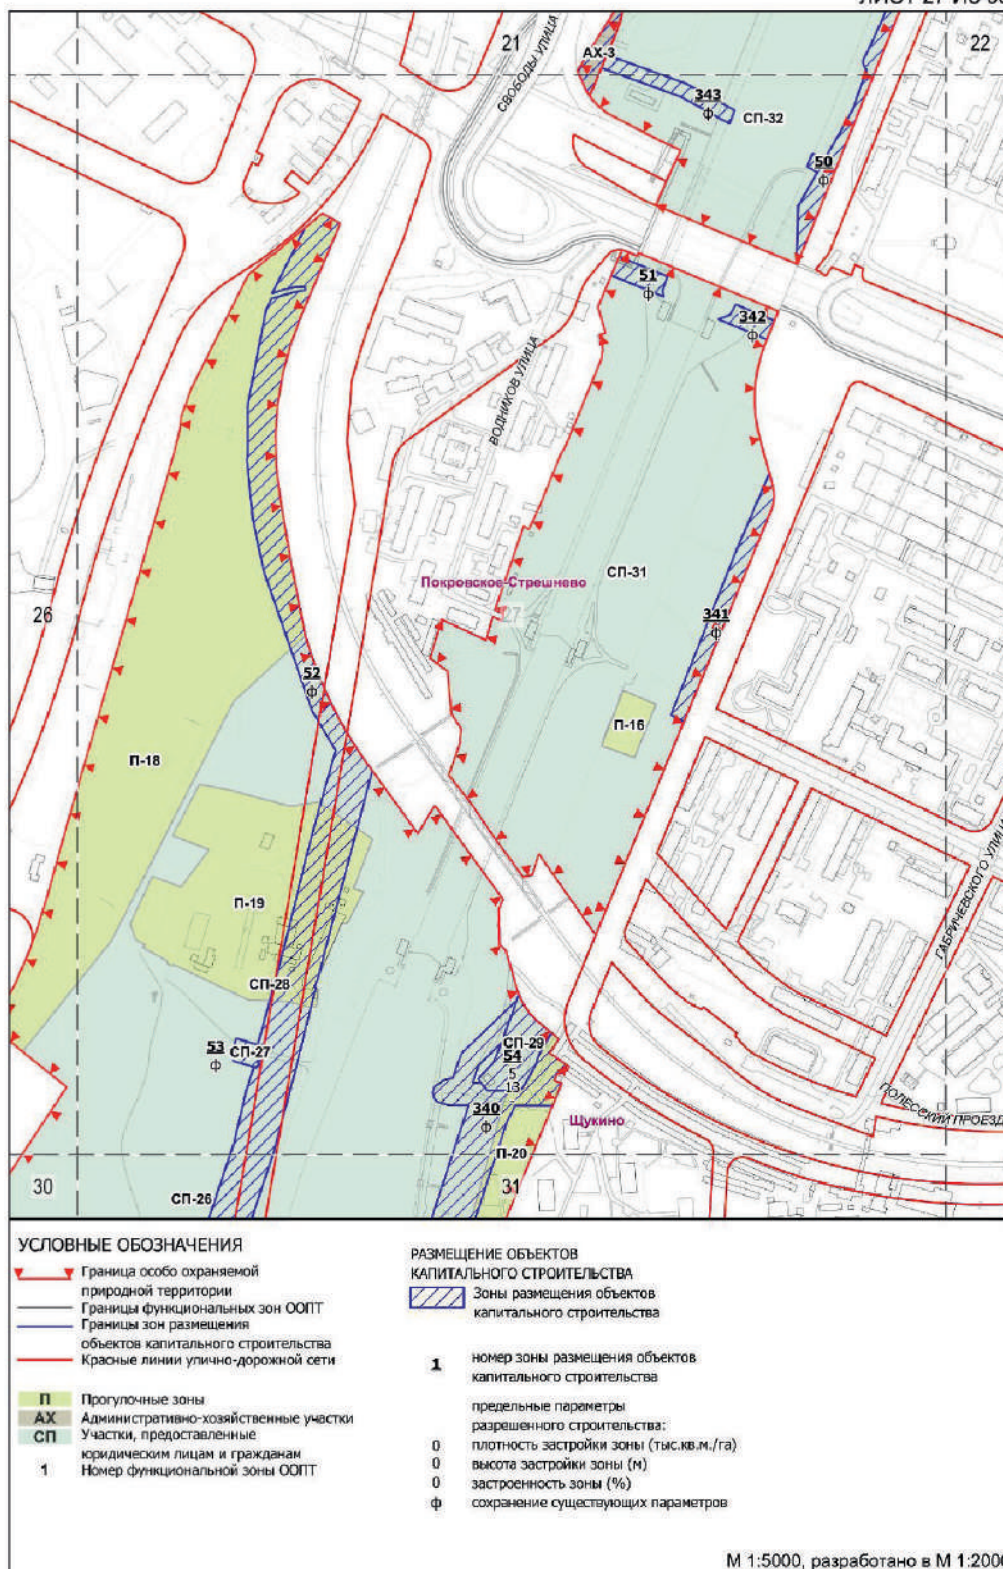 21
22
АХ-3
СВОБОДЫ УЛИЦА
343
ф
СП-32
50
ф
51
ф
342
ф
ВОДНИКОВ УЛИЦА
СП-31
Покровское-Стрешнево
27
26
341
ф
52
ф
П-16
П-18
П-19
ГАБРИЧЕВСКОГО УЛИЦА
СП-28
53
ф
СП-27
СП-29
54
5
13
340
ф
Щукино
ПОЛЕССКИЙ ПРОЕЗД
П-20
30
СП-26
31
УСЛОВНЫЕ ОБОЗНАЧЕНИЯ
Граница особо охраняемой
природной территории
Границы функциональных зон ООПТ
Границы зон размещения
объектов капитального строительства
Красные линии улично-дорожной сети
П Прогулочные зоны
АХ Административно-хозяйственные участки
СП Участки, предоставленные
юридическим лицам и гражданам
1 Номер функциональной зоны ООПТ
РАЗМЕЩЕНИЕ ОБЪЕКТОВ
КАПИТАЛЬНОГО СТРОИТЕЛЬСТВА
Зоны размещения объектов
капитального строительства
1 номер зоны размещения объектов
капитального строительства
предельные параметры
разрешенного строительства:
0 плотность застройки зоны (тыс.кв.м./га)
0 высота застройки зоны (м)
0 застроенность зоны (%)
ф сохранение существующих параметров
М 1:5000, разработано в М 1:2000